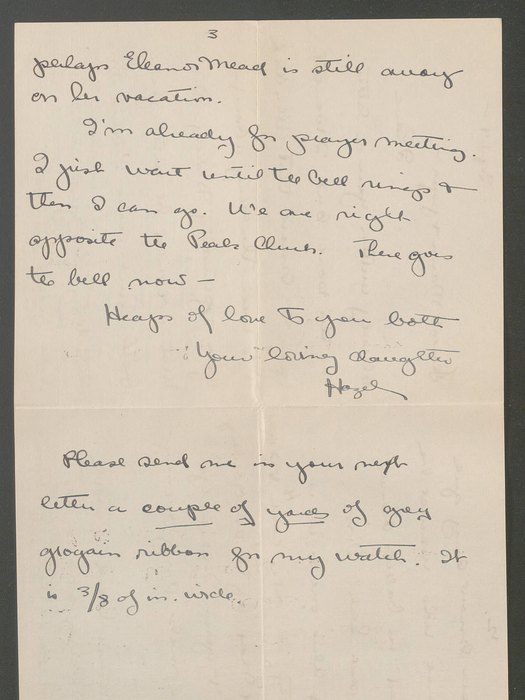 3
perhaps Eleanor Mead is still away
on her vacation.
I'm already for prayer meeting.
I just wait until the bell rings &
then I can go. We are right
opposite the Peaks Church. There goes
the bell now —
Heaps of love to you both
Your loving daughter
Hazel
Please send me in your next
letter a couple of yards of grey
grogain ribbon for my watch. It
is 3/8 of in. wide.